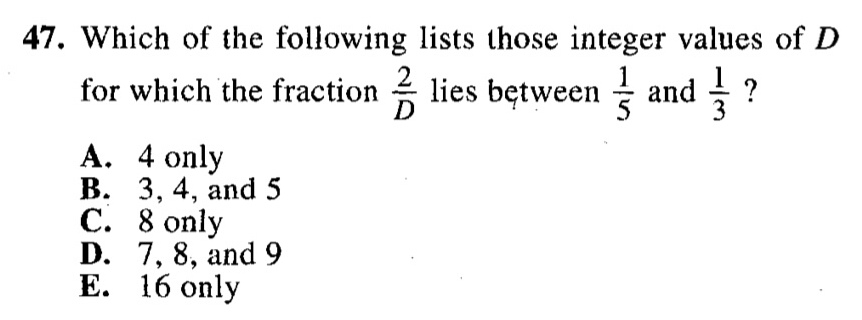 47. Which of the following lists those integer values of D
for which the fraction 2/D lies between 1/5 and 1/3 ?
A. 4 only
B. 3, 4, and 5
C. 8 only
D. 7, 8, and 9
E. 16 only